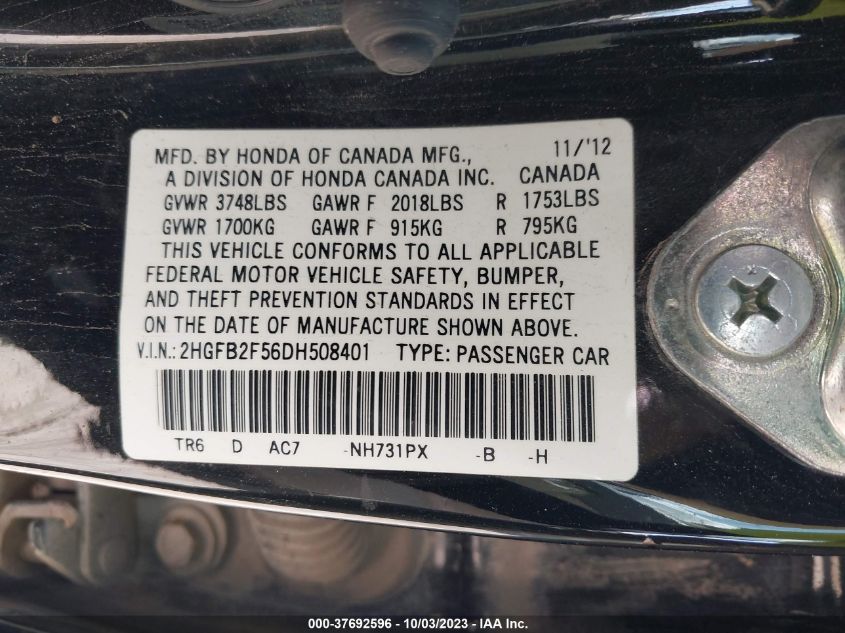 MFD. BY HONDA OF CANADA MFG., 11/'12
A DIVISION OF HONDA CANADA INC. CANADA
GVWR 3748LBS GAWR F 2018LBS R 1753LBS
GVWR 1700KG GAWR F 915KG R 795KG
THIS VEHICLE CONFORMS TO ALL APPLICABLE
FEDERAL MOTOR VEHICLE SAFETY, BUMPER,
AND THEFT PREVENTION STANDARDS IN EFFECT
ON THE DATE OF MANUFACTURE SHOWN ABOVE.
V.I.N.: 2HGFB2F56DH508401 TYPE: PASSENGER CAR
TR6 D AC7 -NH731PX -B -H
000-37692596 - 10/03/2023 - IAA Inc.